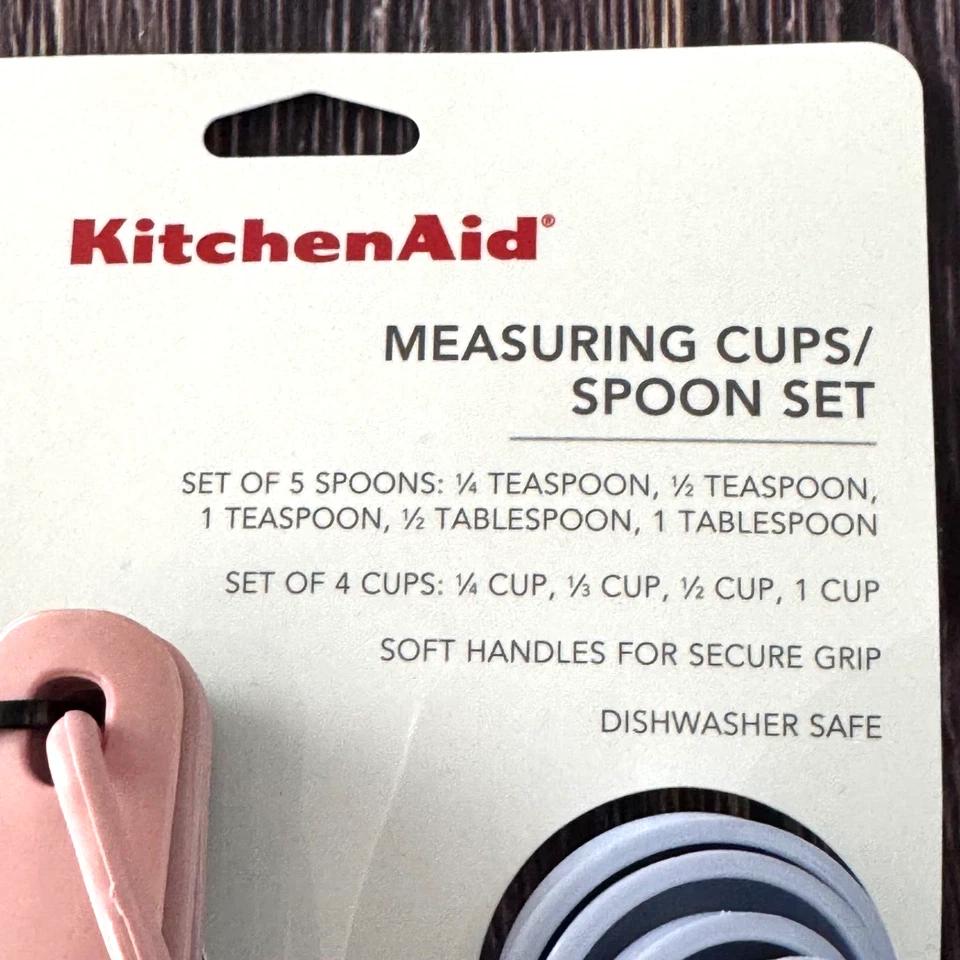 KitchenAid®
MEASURING CUPS/
SPOON SET
SET OF 5 SPOONS: ¼ TEASPOON, ½ TEASPOON,
1 TEASPOON, ½ TABLESPOON, 1 TABLESPOON
SET OF 4 CUPS: ¼ CUP, ⅓ CUP, ½ CUP, 1 CUP
SOFT HANDLES FOR SECURE GRIP
DISHWASHER SAFE